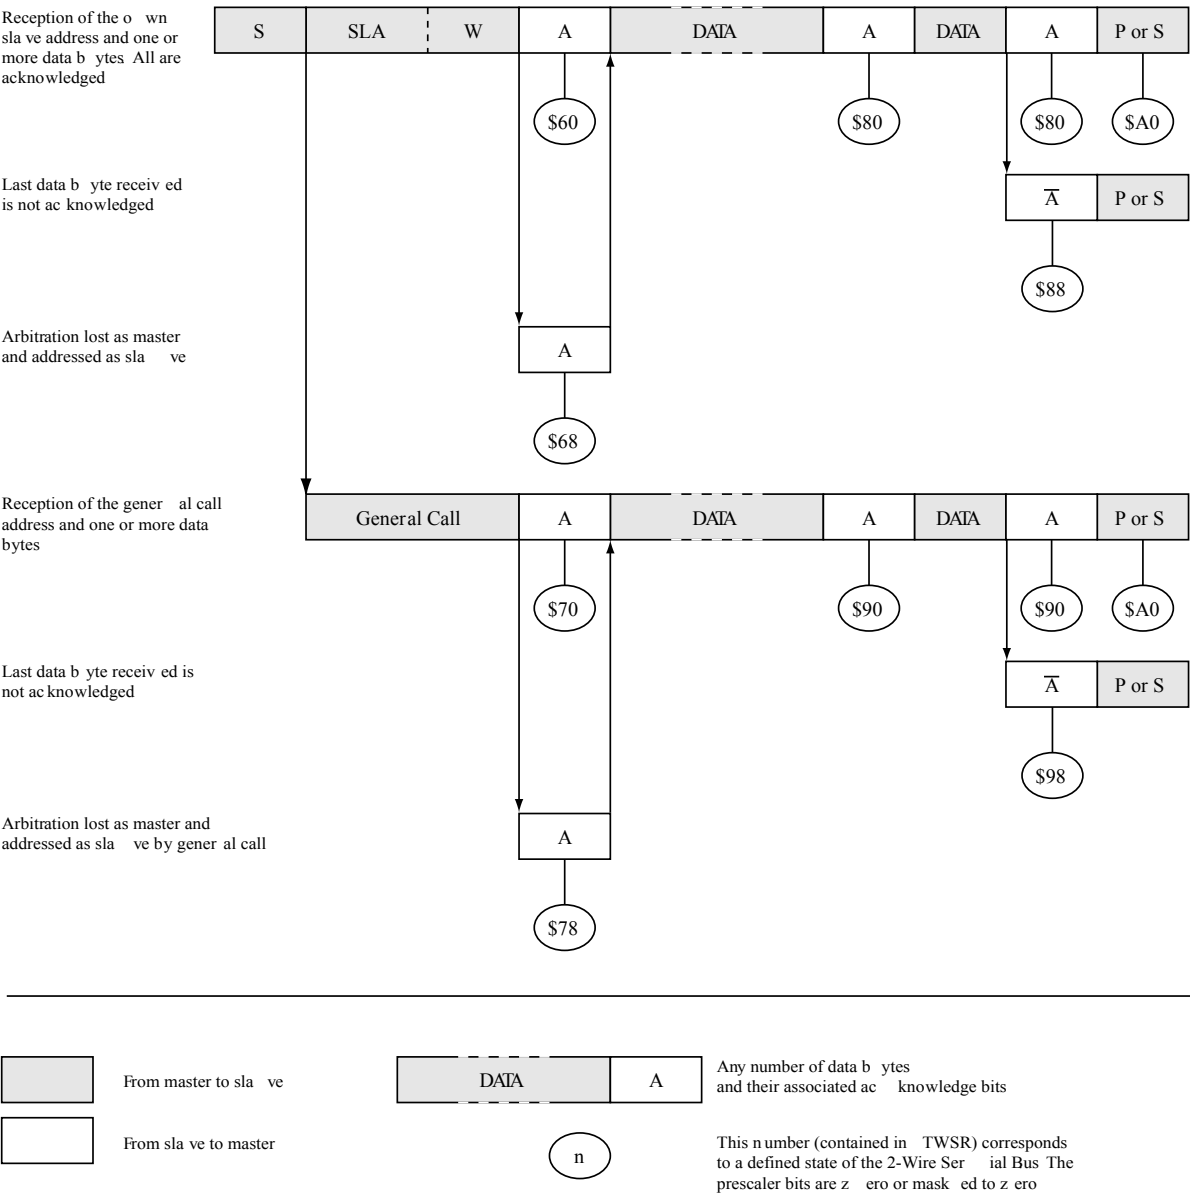 Reception of the o wn
sla ve address and one or
more data b ytes. All are
acknowledged
S SLA W A DATA A DATA A P or S
$60 $80 $80 $A0
Last data b yte receiv ed
is not ac knowledged
A P or S
$88
Arbitration lost as master
and addressed as sla ve
A
$68
Reception of the gener al call
address and one or more data
bytes
General Call A DATA A DATA A P or S
$70 $90 $90 $A0
Last data b yte receiv ed is
not ac knowledged
A P or S
$98
Arbitration lost as master and
addressed as sla ve by gener al call
A
$78
From master to sla ve
DATA A
Any number of data b ytes
and their associated ac knowledge bits
From sla ve to master
n
This n umber (contained in TWSR) corresponds
to a defined state of the 2-Wire Ser ial Bus The
prescaler bits are z ero or mask ed to z ero